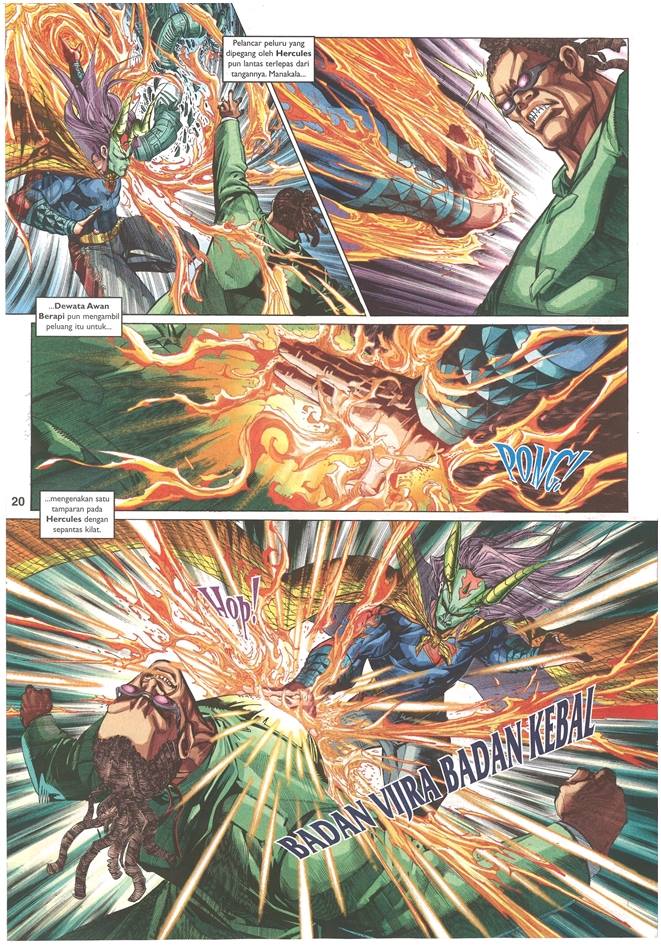 Pelancar peluru yang
dipegang oleh Hercules
pun lantas terlepas dari
tangannya. Manakala...
...Dewata Awan
Berapi pun mengambil
peluang itu untuk...
PONG!
20
...mengenakan satu
tamparan pada
Hercules dengan
sepantas kilat.
Hop!
BADAN VIJRA BADAN KEBAL